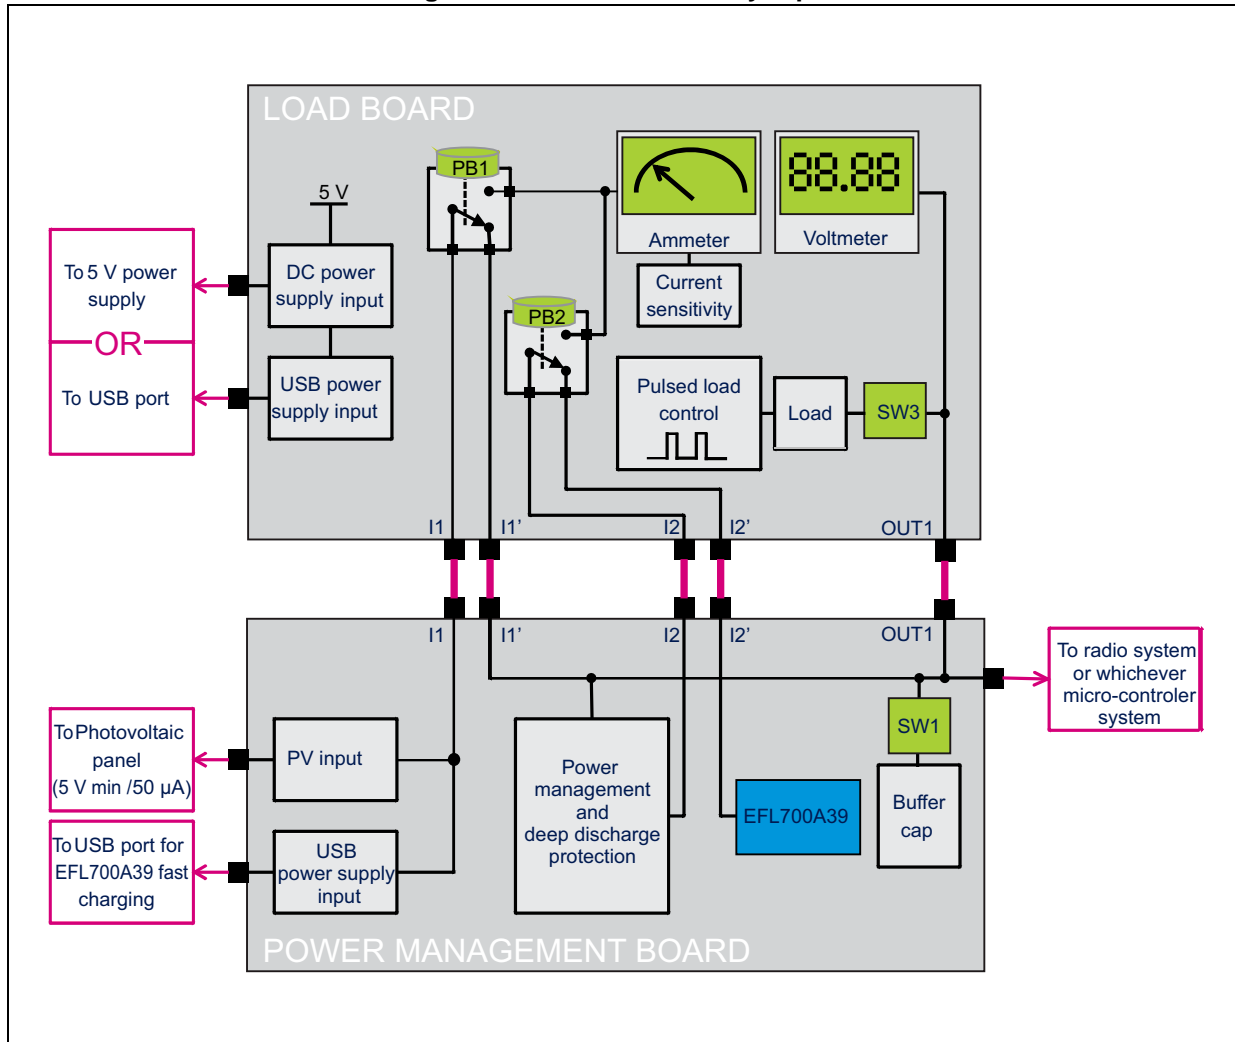 LOAD BOARD
PB1
88.88
5 V
Ammeter
Voltmeter
To 5 V power
supply
OR
To USB port
DC power
supply input
Current
sensitivity
PB2
USB power
supply input
Pulsed load
control
Load
SW3
I1
I1’
I2
I2’
OUT1
I1
I1’
I2
I2’
OUT1
To radio system
or whichever
micro-controler
system
To Photovoltaic
panel
(5 V min /50 µA)
PV input
SW1
Power
management
and
deep discharge
protection
EFL700A39
Buffer
cap
To USB port for
EFL700A39 fast
charging
USB
power supply
input
POWER MANAGEMENT BOARD